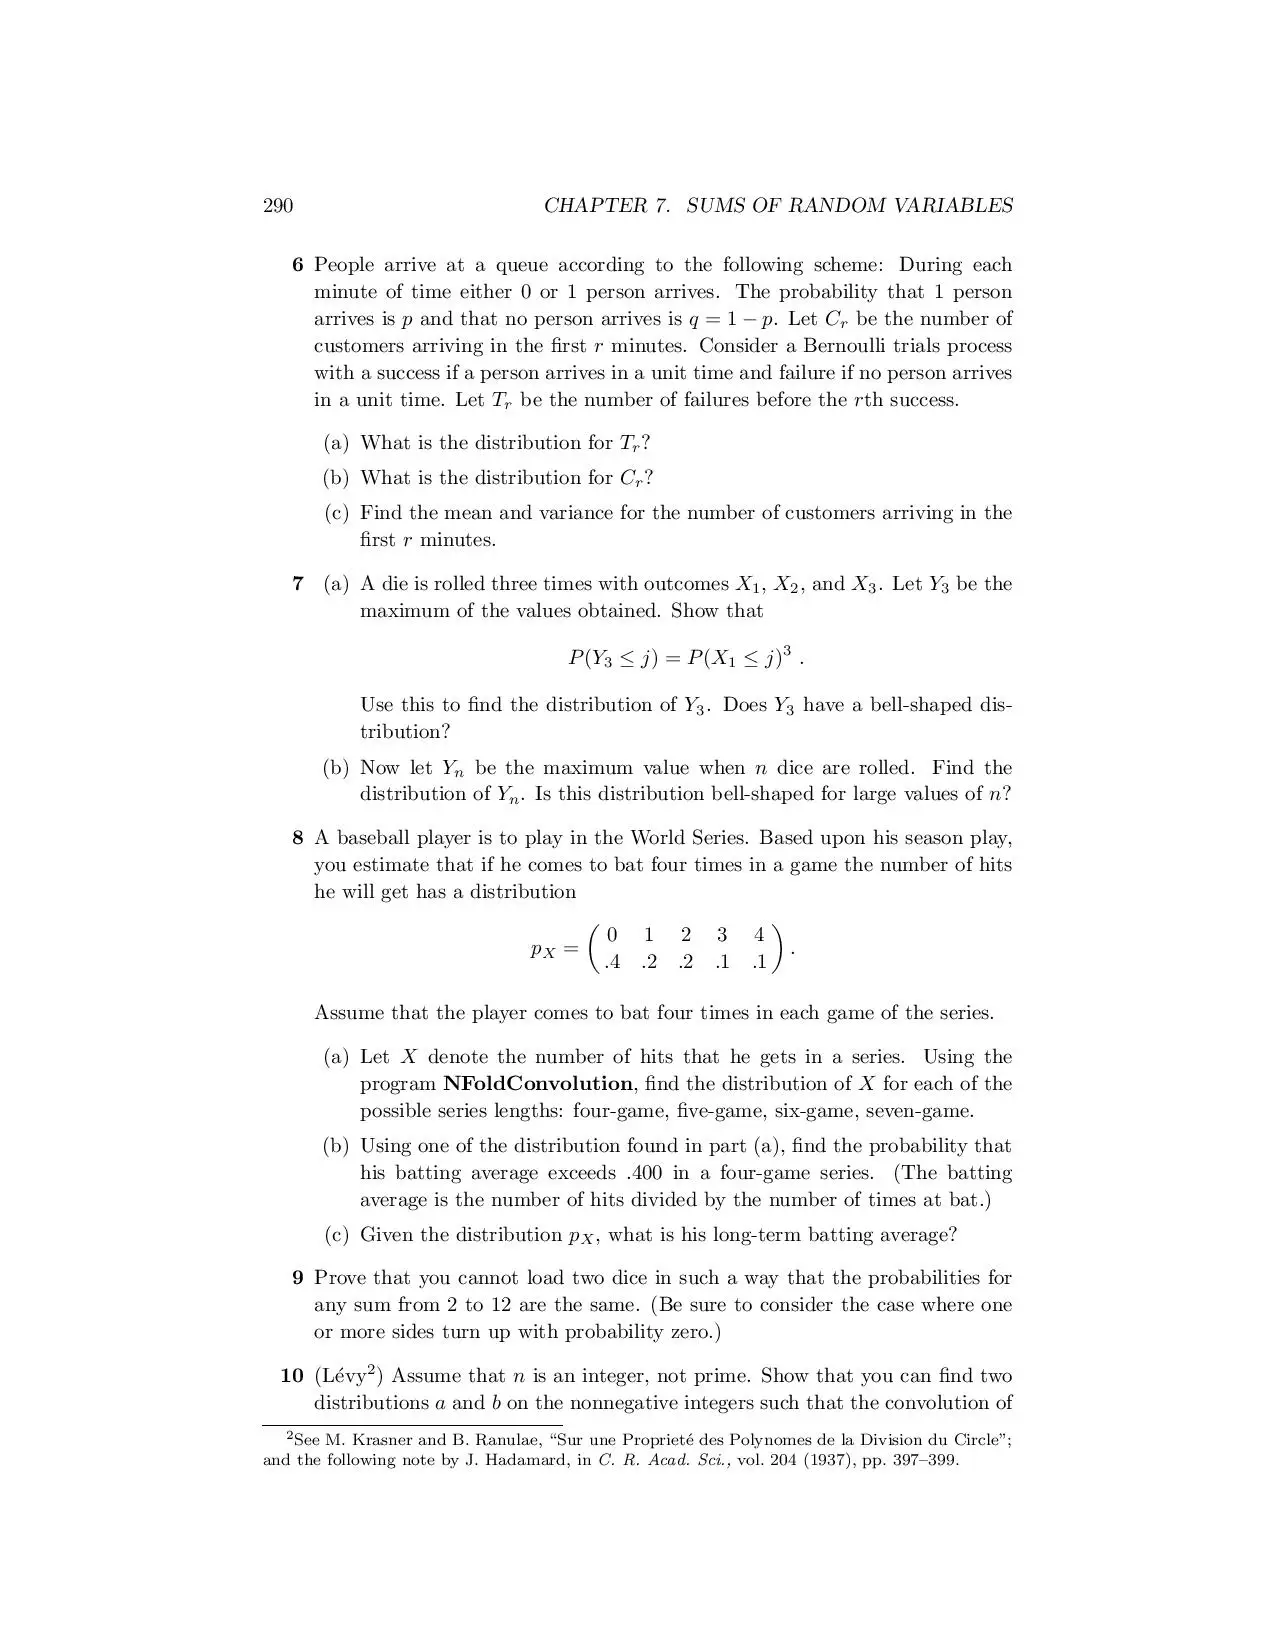 290 CHAPTER 7. SUMS OF RANDOM VARIABLES
6 People arrive at a queue according to the following scheme: During each
minute of time either 0 or 1 person arrives. The probability that 1 person
arrives is p and that no person arrives is q = 1 − p. Let C_r be the number of
customers arriving in the first r minutes. Consider a Bernoulli trials process
with a success if a person arrives in a unit time and failure if no person arrives
in a unit time. Let T_r be the number of failures before the rth success.
(a) What is the distribution for T_r?
(b) What is the distribution for C_r?
(c) Find the mean and variance for the number of customers arriving in the
first r minutes.
7 (a) A die is rolled three times with outcomes X_1, X_2, and X_3. Let Y_3 be the
maximum of the values obtained. Show that
P(Y_3 ≤ j) = P(X_1 ≤ j)^3 .
Use this to find the distribution of Y_3. Does Y_3 have a bell-shaped dis-
tribution?
(b) Now let Y_n be the maximum value when n dice are rolled. Find the
distribution of Y_n. Is this distribution bell-shaped for large values of n?
8 A baseball player is to play in the World Series. Based upon his season play,
you estimate that if he comes to bat four times in a game the number of hits
he will get has a distribution
p_X = ( 0 1 2 3 4
.4 .2 .2 .1 .1 ) .
Assume that the player comes to bat four times in each game of the series.
(a) Let X denote the number of hits that he gets in a series. Using the
program NFoldConvolution, find the distribution of X for each of the
possible series lengths: four-game, five-game, six-game, seven-game.
(b) Using one of the distribution found in part (a), find the probability that
his batting average exceeds .400 in a four-game series. (The batting
average is the number of hits divided by the number of times at bat.)
(c) Given the distribution p_X, what is his long-term batting average?
9 Prove that you cannot load two dice in such a way that the probabilities for
any sum from 2 to 12 are the same. (Be sure to consider the case where one
or more sides turn up with probability zero.)
10 (Lévy²) Assume that n is an integer, not prime. Show that you can find two
distributions a and b on the nonnegative integers such that the convolution of
²See M. Krasner and B. Ranulae, “Sur une Proprieté des Polynomes de la Division du Circle”;
and the following note by J. Hadamard, in C. R. Acad. Sci., vol. 204 (1937), pp. 397–399.